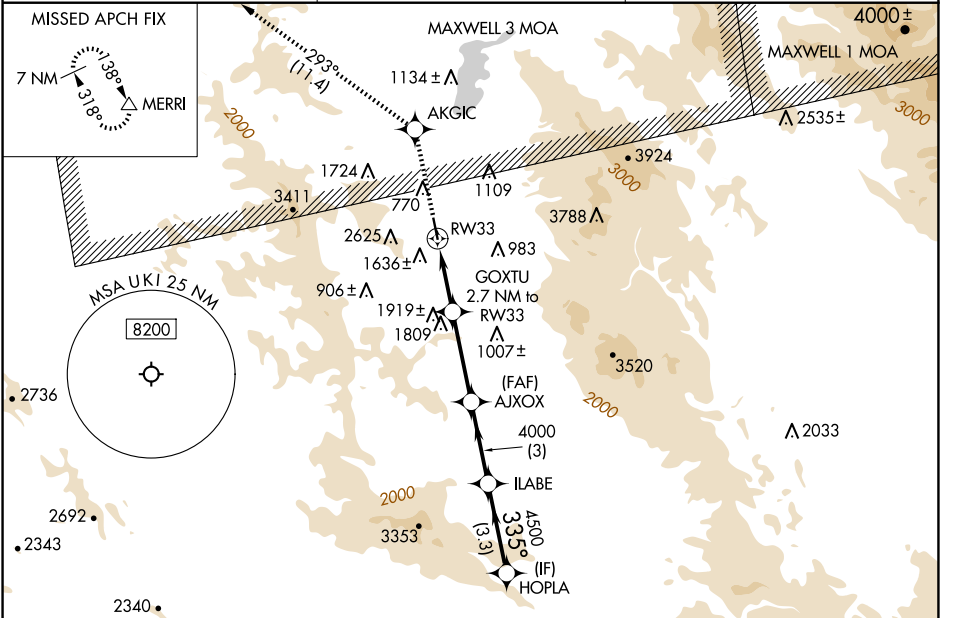 MISSED APCH FIX
7 NM
138°
318°
MERRI
293°
(11.4)
MAXWELL 3 MOA
4000±
MAXWELL 1 MOA
1134 ±
AKGIC
2535±
3000
2000
1724
3924
3000
1109
770
3411
3788
2625
RW33
983
1636±
GOXTU
2.7 NM to
RW33
MSA UKI 25 NM
8200
906 ±
1919±
1809
1007±
3520
(FAF)
AJXOX
2000
2736
4000
(3)
2033
ILABE
2000
2692
3353
4500
335°
(3.3)
2343
(IF)
HOPLA
2340